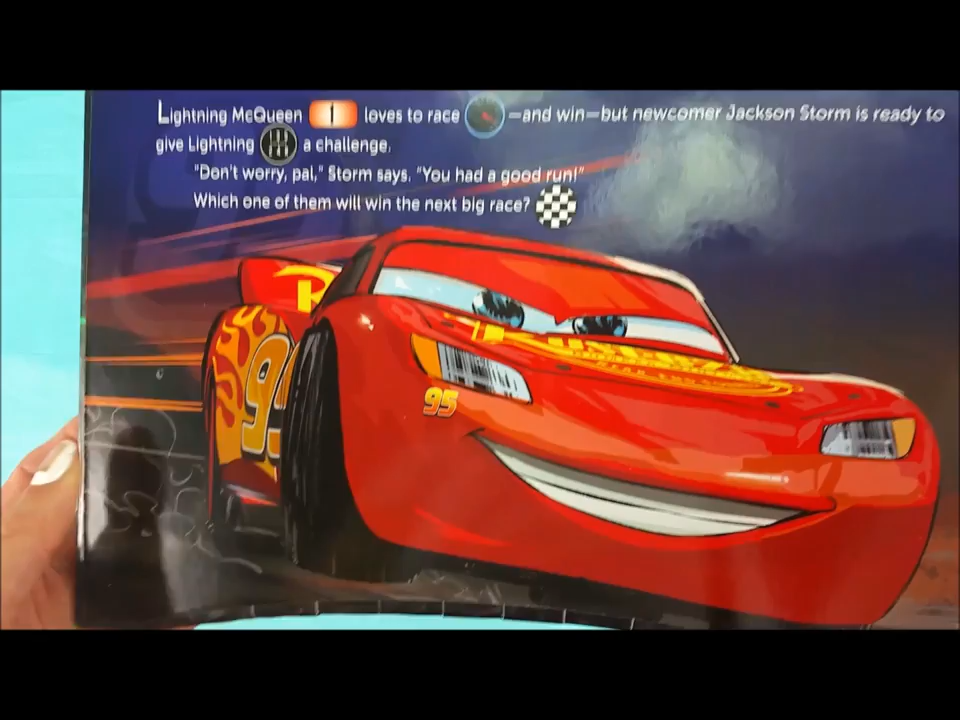 Lightning McQueen loves to race —and win—but newcomer Jackson Storm is ready to
give Lightning a challenge.
"Don't worry, pal," Storm says. "You had a good run!"
Which one of them will win the next big race?
95
95